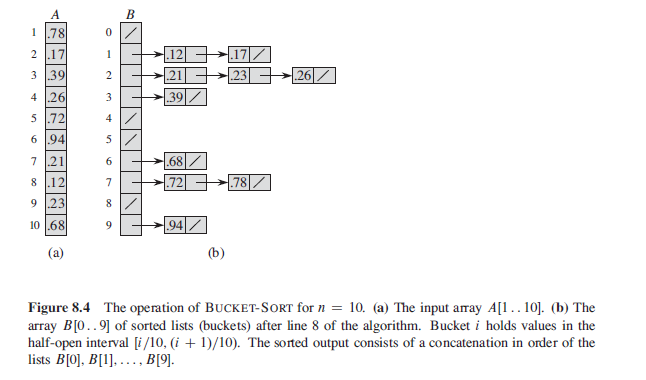 A B
1 .78 0 /
2 .17 1 .12 .17 /
3 .39 2 .21 .23 .26 /
4 .26 3 .39 /
5 .72 4 /
6 .94 5 /
7 .21 6 .68 /
8 .12 7 .72 .78 /
9 .23 8 /
10 .68 9 .94 /
(a) (b)
Figure 8.4 The operation of BUCKET-SORT for n = 10. (a) The input array A[1 . . 10]. (b) The
array B[0 . . 9] of sorted lists (buckets) after line 8 of the algorithm. Bucket i holds values in the
half-open interval [i/10, (i + 1)/10). The sorted output consists of a concatenation in order of the
lists B[0], B[1], . . . , B[9].